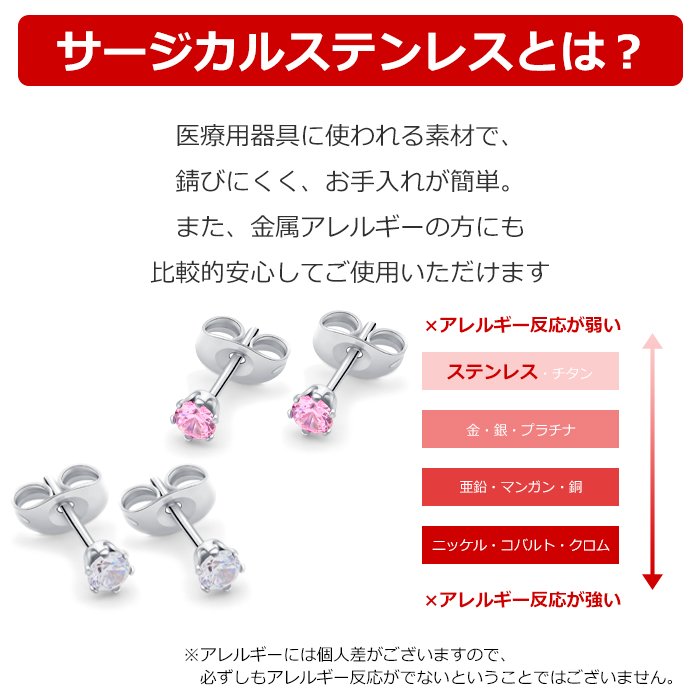 サージカルステンレスとは？
医療用器具に使われる素材で、
錆びにくく、お手入れが簡単。
また、金属アレルギーの方にも
比較的安心してご使用いただけます
×アレルギー反応が弱い
ステンレス・チタン
金・銀・プラチナ
亜鉛・マンガン・銅
ニッケル・コバルト・クロム
×アレルギー反応が強い
※アレルギーには個人差がございますので、
必ずしもアレルギー反応がでないということではございません。